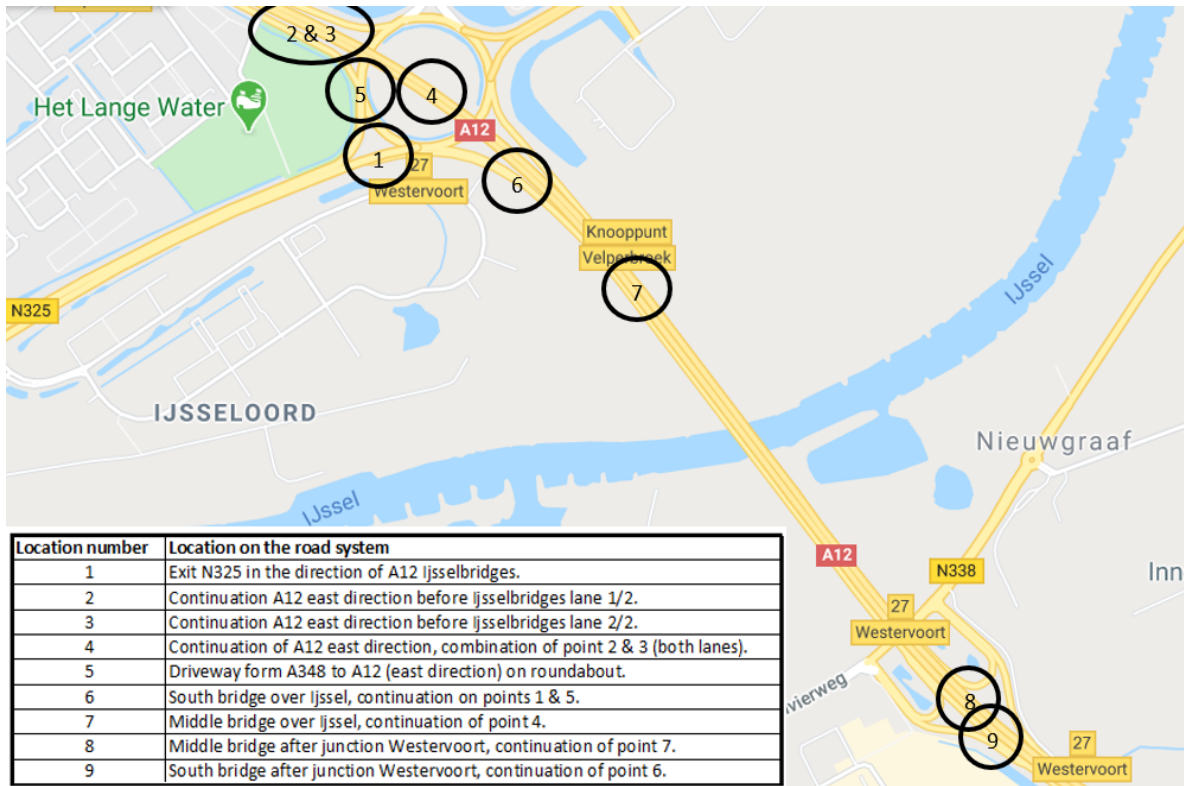 2 & 3
Het Lange Water
5
4
A12
1
27
Westervoort
6
Knooppunt
Velperbroek
7
N325
IJssel
IJSSELOORD
Nieuwgraaf
IJssel
A12
N338
Inn
27
Westervoort
vierweg
8
9
27
Westervoort
Location number Location on the road system
1 Exit N325 in the direction of A12 Ijsselbridges.
2 Continuation A12 east direction before Ijsselbridges lane 1/2.
3 Continuation A12 east direction before Ijsselbridges lane 2/2.
4 Continuation of A12 east direction, combination of point 2 & 3 (both lanes).
5 Driveway form A348 to A12 (east direction) on roundabout.
6 South bridge over Ijssel, continuation on points 1 & 5.
7 Middle bridge over Ijssel, continuation of point 4.
8 Middle bridge after junction Westervoort, continuation of point 7.
9 South bridge after junction Westervoort, continuation of point 6.